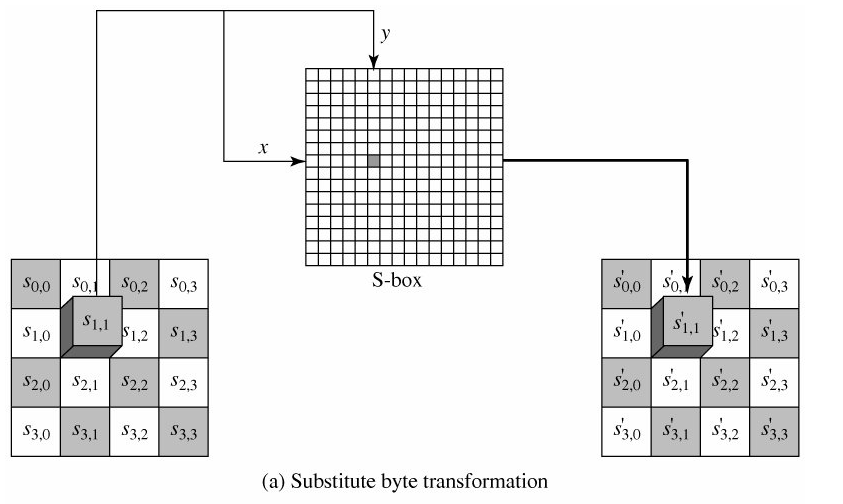 y
x
S-box
s0,0 s0,1 s0,2 s0,3
s1,0 s1,1 s1,2 s1,3
s2,0 s2,1 s2,2 s2,3
s3,0 s3,1 s3,2 s3,3
s'0,0 s'0,1 s'0,2 s'0,3
s'1,0 s'1,1 s'1,2 s'1,3
s'2,0 s'2,1 s'2,2 s'2,3
s'3,0 s'3,1 s'3,2 s'3,3
(a) Substitute byte transformation